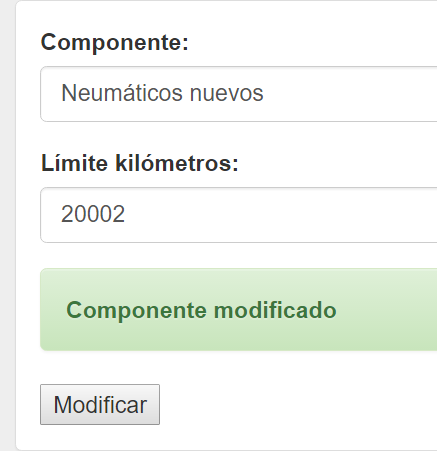 Componente:
Neumáticos nuevos
Límite kilómetros:
20002
Componente modificado
Modificar